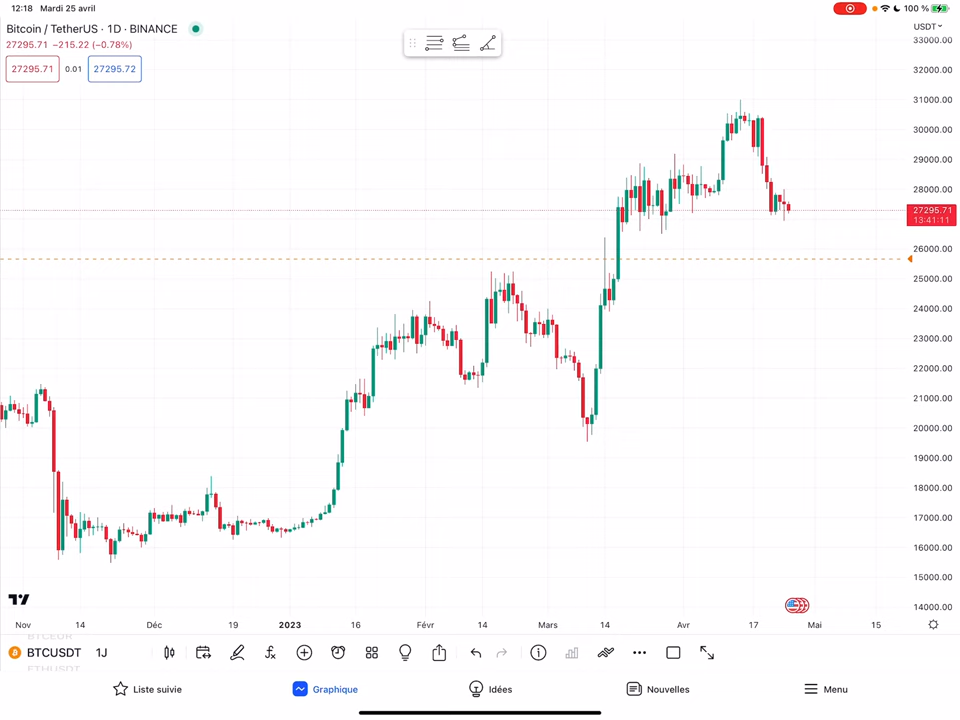 12:18 Mardi 25 avril
100 %
Bitcoin / TetherUS · 1D · BINANCE
27295.71 −215.22 (−0.78%)
27295.71 0.01 27295.72
USDT
33000.00
32000.00
31000.00
30000.00
29000.00
28000.00
27295.71
13:41:11
26000.00
25000.00
24000.00
23000.00
22000.00
21000.00
20000.00
19000.00
18000.00
17000.00
16000.00
15000.00
14000.00
Nov 14 Déc 19 2023 16 Févr 14 Mars 14 Avr 17 Mai 15
BTCEUR
BTCUSDT 1J
ETHUSDT
Liste suivie Graphique Idées Nouvelles Menu